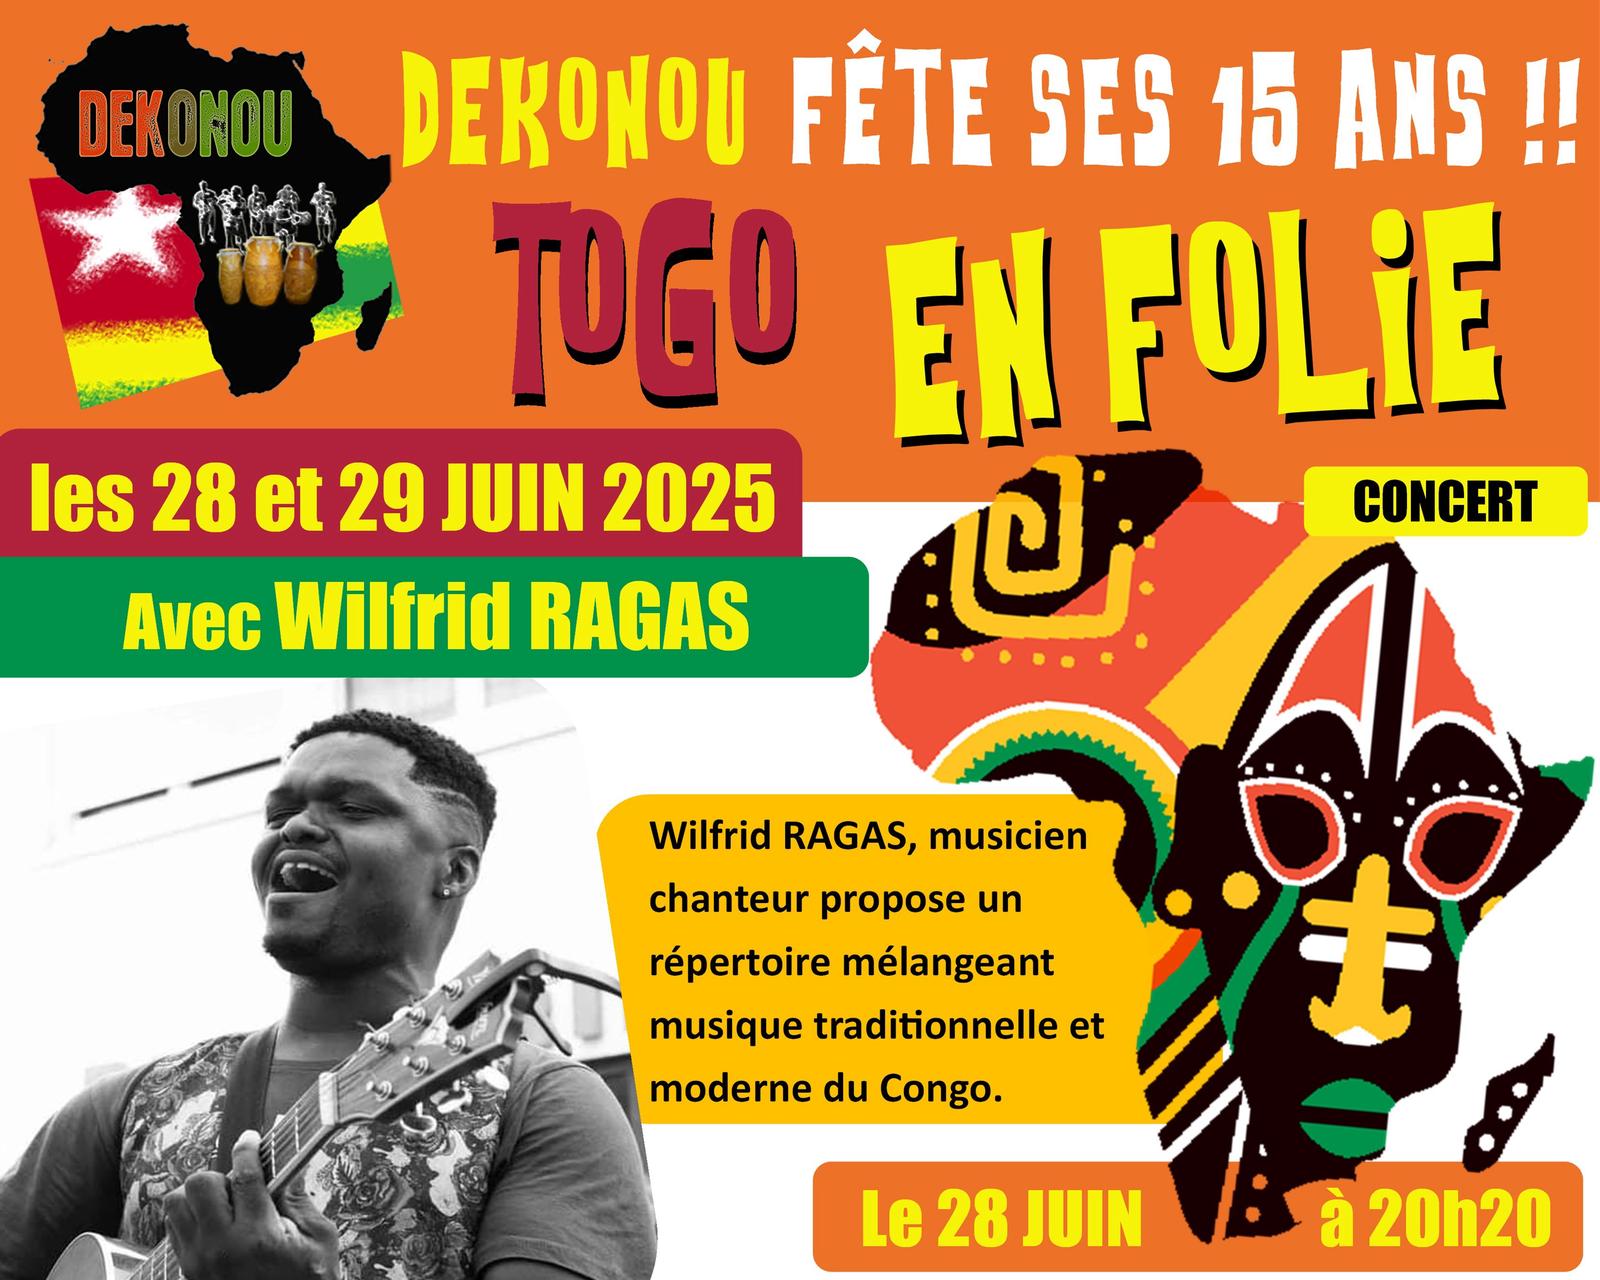 DEKONOU
DEKONOU FÊTE SES 15 ANS !!
TOGO EN FOLIE
les 28 et 29 JUIN 2025
CONCERT
Avec Wilfrid RAGAS
Wilfrid RAGAS, musicien
chanteur propose un
répertoire mélangeant
musique traditionnelle et
moderne du Congo.
Le 28 JUIN à 20h20